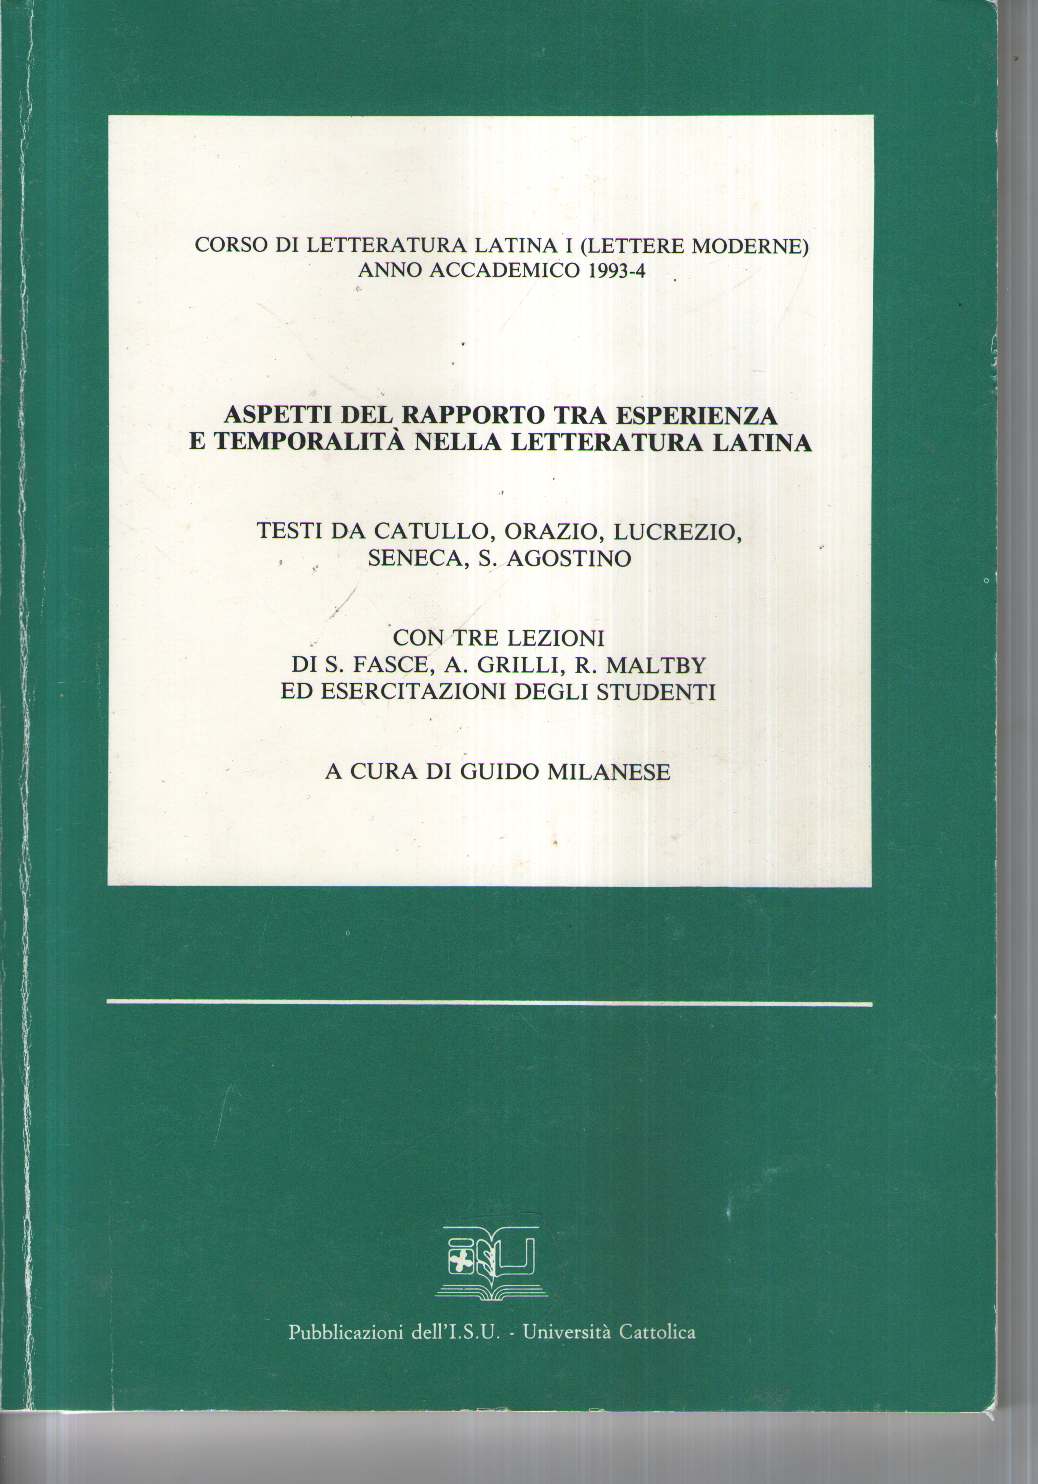 CORSO DI LETTERATURA LATINA I (LETTERE MODERNE)
ANNO ACCADEMICO 1993-4
ASPETTI DEL RAPPORTO TRA ESPERIENZA
E TEMPORALITÀ NELLA LETTERATURA LATINA
TESTI DA CATULLO, ORAZIO, LUCREZIO,
SENECA, S. AGOSTINO
CON TRE LEZIONI
DI S. FASCE, A. GRILLI, R. MALTBY
ED ESERCITAZIONI DEGLI STUDENTI
A CURA DI GUIDO MILANESE
ISU
Pubblicazioni dell'I.S.U. - Università Cattolica